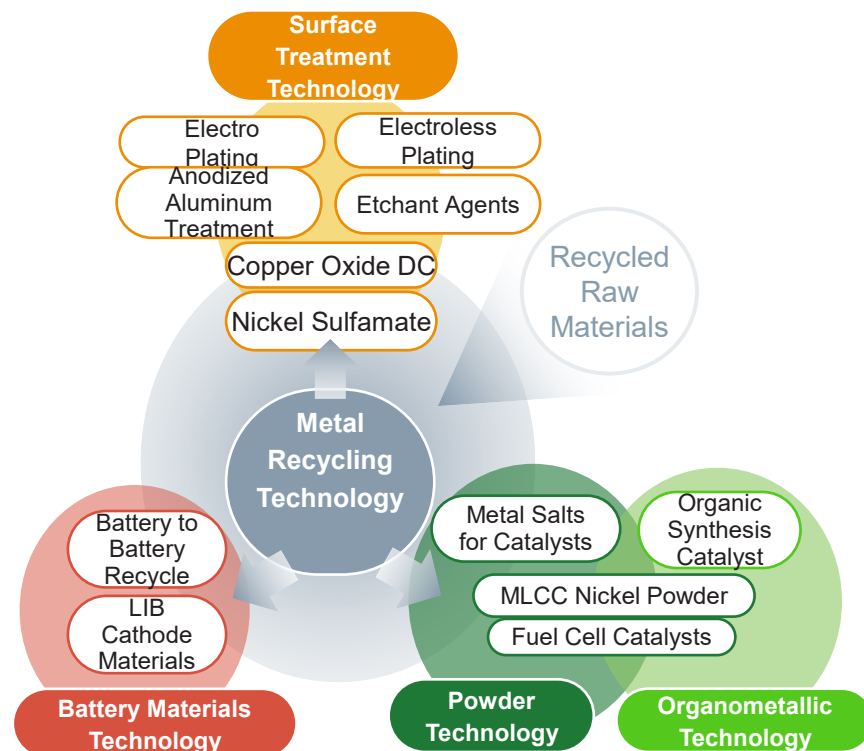 Surface
Treatment
Technology
Electro
Plating
Electroless
Plating
Anodized
Aluminum
Treatment
Etchant Agents
Copper Oxide DC
Nickel Sulfamate
Recycled
Raw
Materials
Metal
Recycling
Technology
Battery to
Battery
Recycle
LIB
Cathode
Materials
Battery Materials
Technology
Metal Salts
for Catalysts
Organic
Synthesis
Catalyst
MLCC Nickel Powder
Fuel Cell Catalysts
Powder
Technology
Organometallic
Technology